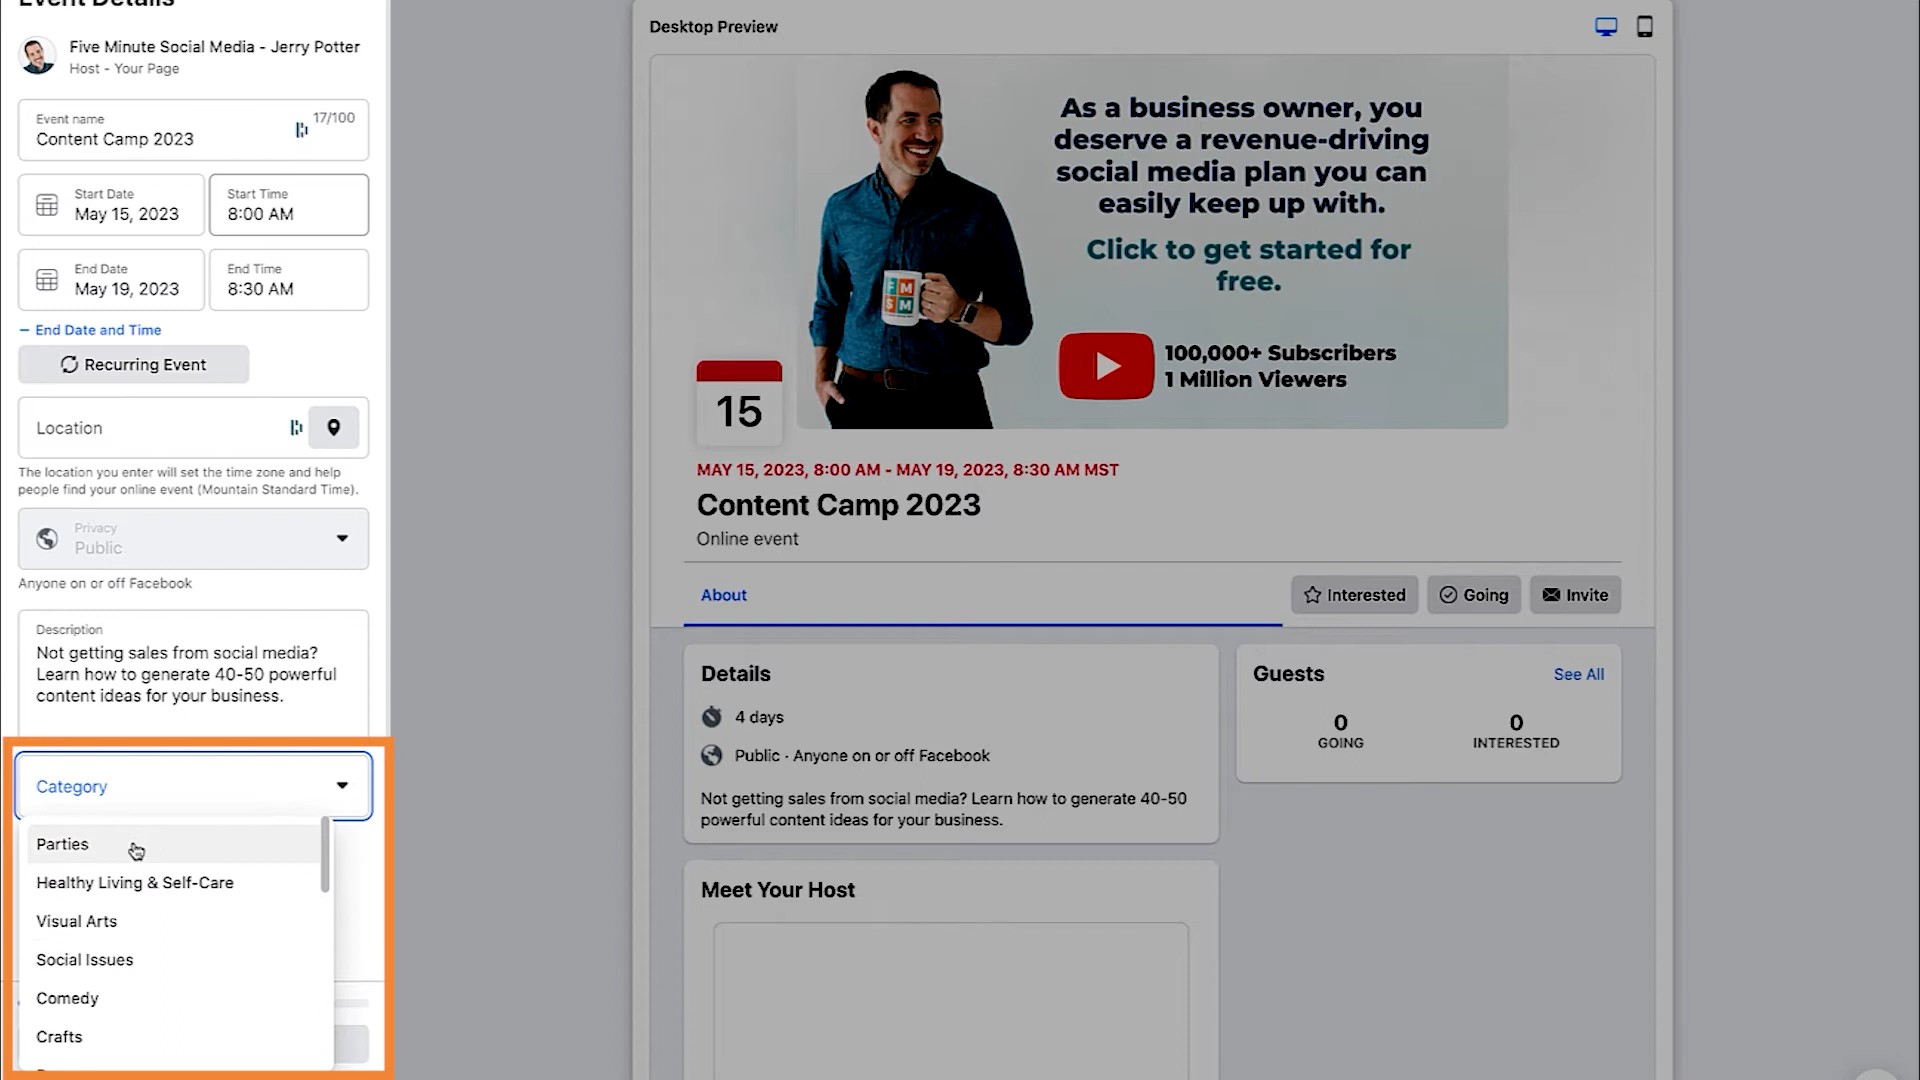 Event Details
Five Minute Social Media - Jerry Potter
Host - Your Page
Event name
17/100
Content Camp 2023
Start Date
May 15, 2023
Start Time
8:00 AM
End Date
May 19, 2023
End Time
8:30 AM
− End Date and Time
Recurring Event
Location
The location you enter will set the time zone and help
people find your online event (Mountain Standard Time).
Privacy
Public
Anyone on or off Facebook
Description
Not getting sales from social media?
Learn how to generate 40-50 powerful
content ideas for your business.
Category
Parties
Healthy Living & Self-Care
Visual Arts
Social Issues
Comedy
Crafts
Desktop Preview
As a business owner, you
deserve a revenue-driving
social media plan you can
easily keep up with.
Click to get started for
free.
F M
S M
100,000+ Subscribers
1 Million Viewers
15
MAY 15, 2023, 8:00 AM - MAY 19, 2023, 8:30 AM MST
Content Camp 2023
Online event
About
Interested
Going
Invite
Details
4 days
Public · Anyone on or off Facebook
Not getting sales from social media? Learn how to generate 40-50
powerful content ideas for your business.
Guests
See All
0
GOING
0
INTERESTED
Meet Your Host